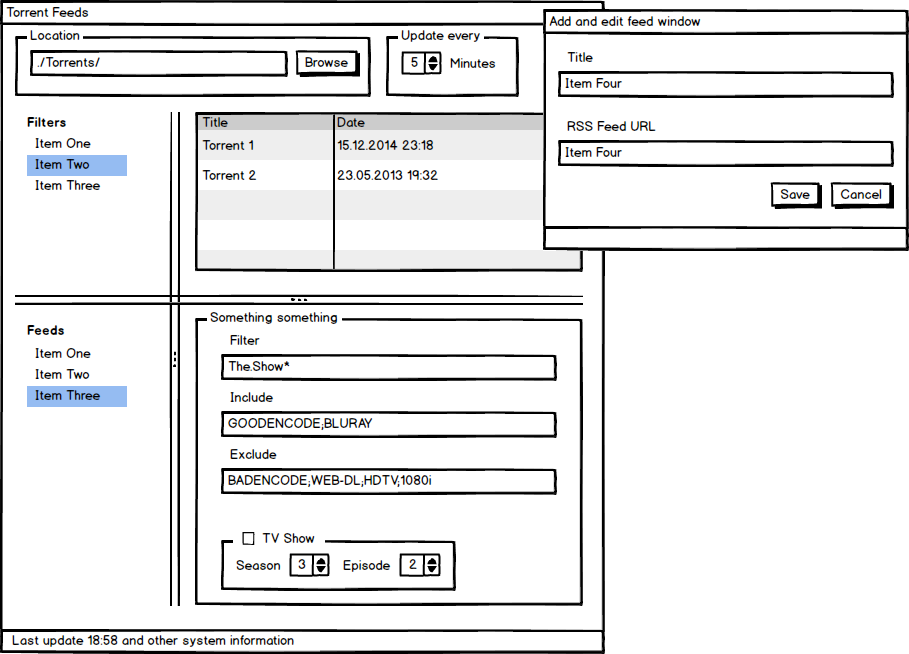 Torrent Feeds
Location
./Torrents/
Browse
Update every
5 Minutes
Filters
Item One
Item Two
Item Three
Title Date
Torrent 1 15.12.2014 23:18
Torrent 2 23.05.2013 19:32
Feeds
Item One
Item Two
Item Three
Something something
Filter
The.Show*
Include
GOODENCODE;BLURAY
Exclude
BADENCODE;WEB-DL;HDTV;1080i
TV Show
Season 3 Episode 2
Last update 18:58 and other system information
Add and edit feed window
Title
Item Four
RSS Feed URL
Item Four
Save Cancel